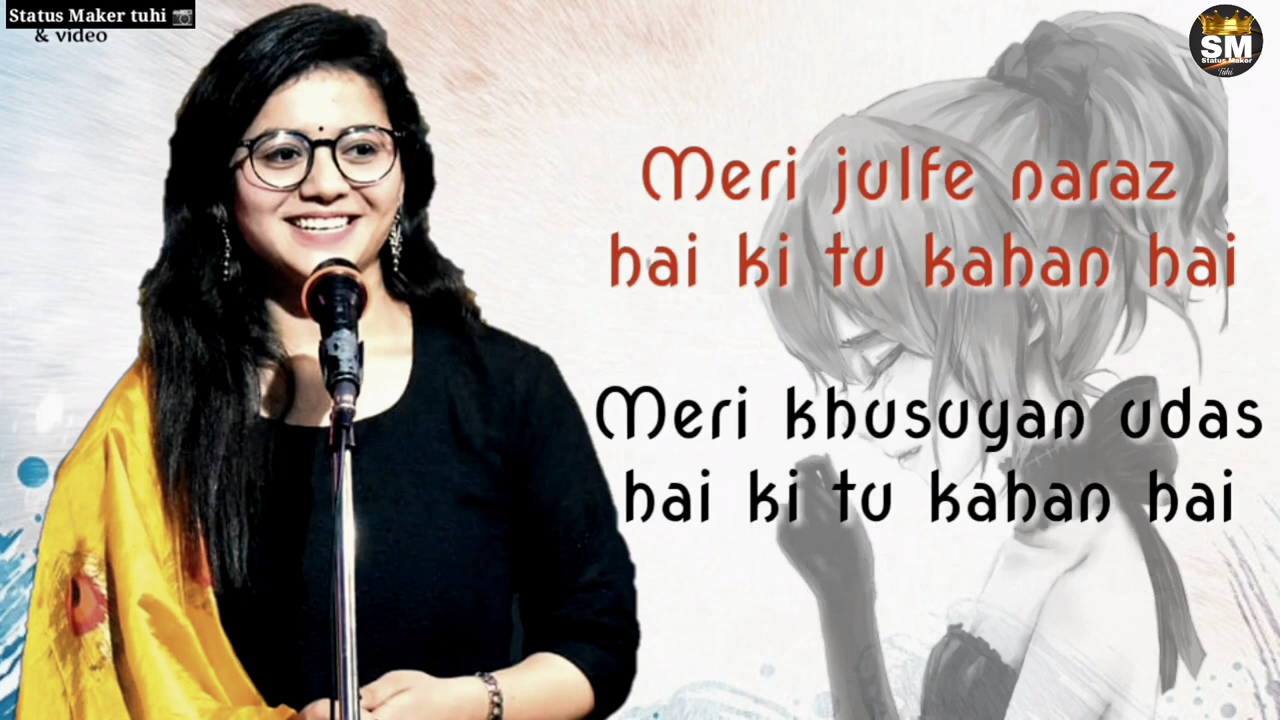 Status Maker tuhi
& video
SM
Status Maker
Tuhi
Meri julfe naraz
hai ki tu kahan hai
Meri khusuyan udas
hai ki tu kahan hai